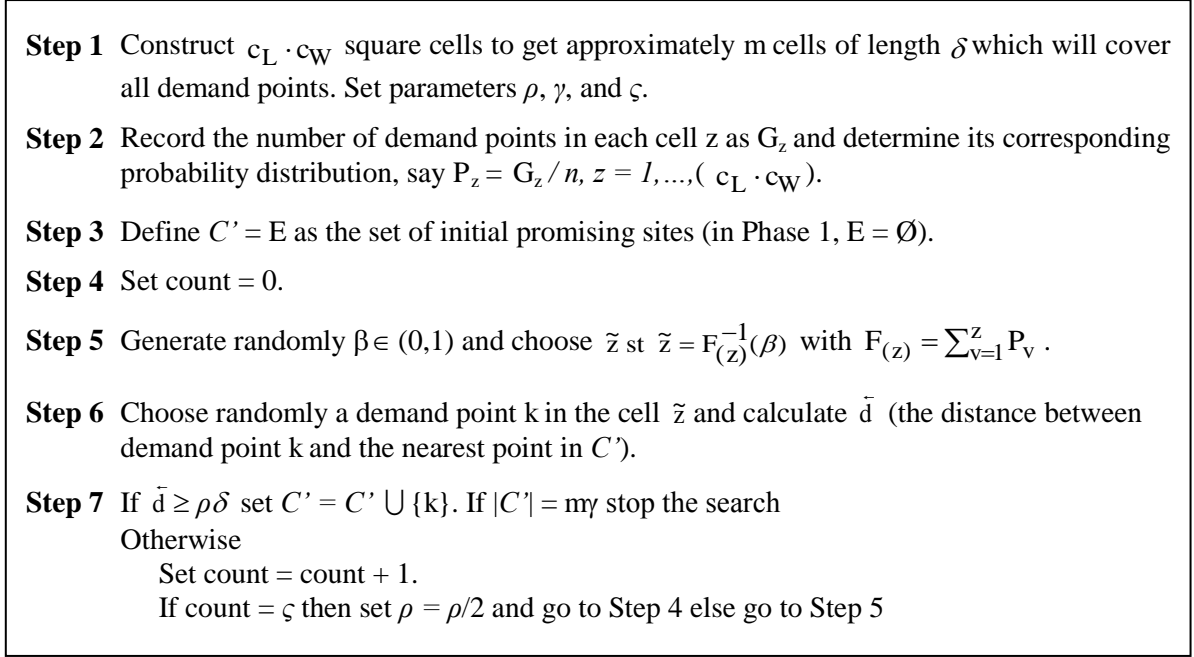 Step 1 Construct c_L · c_W square cells to get approximately m cells of length δ which will cover
all demand points. Set parameters ρ, γ, and ς.
Step 2 Record the number of demand points in each cell z as G_z and determine its corresponding
probability distribution, say P_z = G_z / n, z = 1,...,( c_L · c_W ).
Step 3 Define C' = E as the set of initial promising sites (in Phase 1, E = Ø).
Step 4 Set count = 0.
Step 5 Generate randomly β ∈ (0,1) and choose z̃ st z̃ = F_(z)^{-1}(β) with F_(z) = ∑_{v=1}^{z} P_v .
Step 6 Choose randomly a demand point k in the cell z̃ and calculate d⃖ (the distance between
demand point k and the nearest point in C').
Step 7 If d⃖ ≥ ρδ set C' = C' ∪ {k}. If |C'| = mγ stop the search
Otherwise
Set count = count + 1.
If count = ς then set ρ = ρ/2 and go to Step 4 else go to Step 5